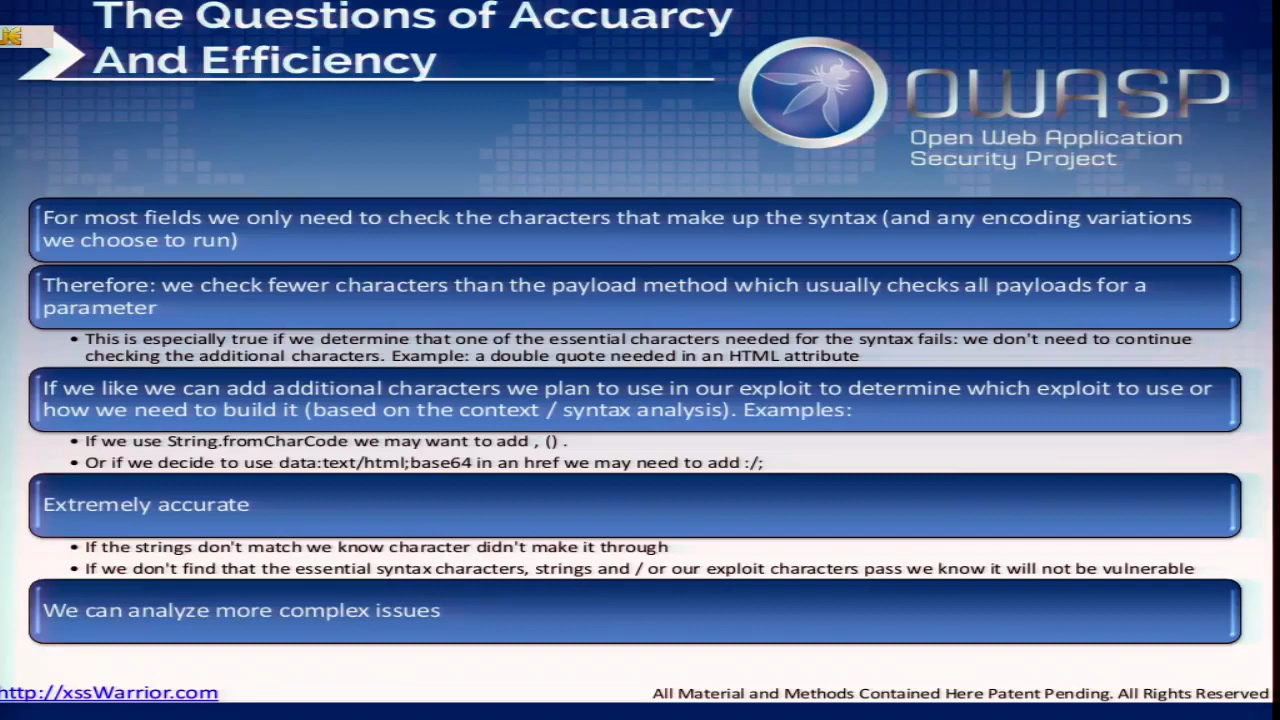 The Questions of Accuarcy
And Efficiency
OWASP
Open Web Application
Security Project
For most fields we only need to check the characters that make up the syntax (and any encoding variations
we choose to run)
Therefore: we check fewer characters than the payload method which usually checks all payloads for a
parameter
• This is especially true if we determine that one of the essential characters needed for the syntax fails: we don't need to continue
checking the additional characters. Example: a double quote needed in an HTML attribute
If we like we can add additional characters we plan to use in our exploit to determine which exploit to use or
how we need to build it (based on the context / syntax analysis). Examples:
• If we use String.fromCharCode we may want to add , () .
• Or if we decide to use data:text/html;base64 in an href we may need to add :/;
Extremely accurate
• If the strings don't match we know character didn't make it through
• If we don't find that the essential syntax characters, strings and / or our exploit characters pass we know it will not be vulnerable
We can analyze more complex issues
http://xssWarrior.com
All Material and Methods Contained Here Patent Pending. All Rights Reserved